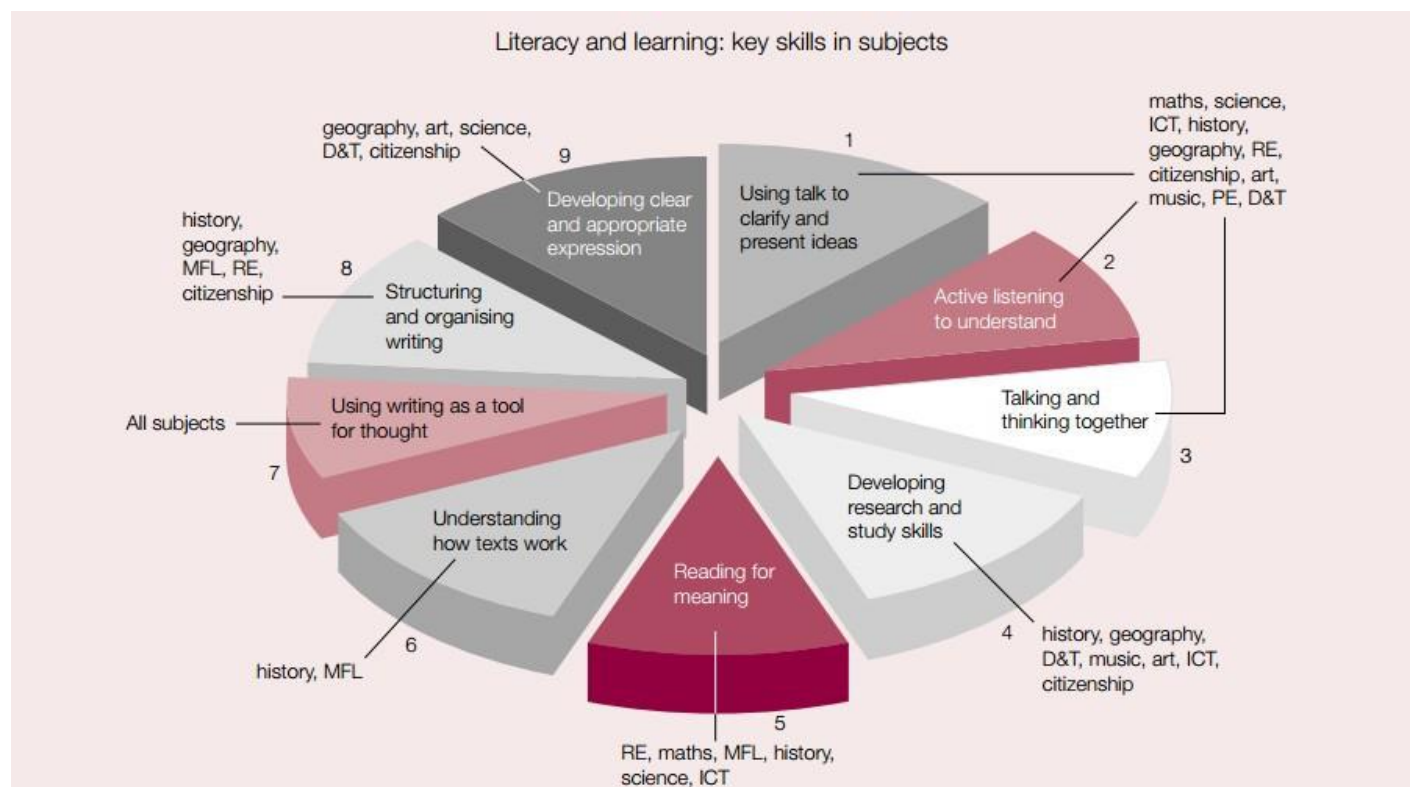 Literacy and learning: key skills in subjects
geography, art, science,
D&T, citizenship
9
Developing clear
and appropriate
expression
1
Using talk to
clarify and
present ideas
maths, science,
ICT, history,
geography, RE,
citizenship, art,
music, PE, D&T
2
Active listening
to understand
Talking and
thinking together
3
Developing
research and
study skills
4
history, geography,
D&T, music, art, ICT,
citizenship
Reading for
meaning
5
RE, maths, MFL, history,
science, ICT
Understanding
how texts work
6
history, MFL
Using writing as a tool
for thought
7
All subjects
history,
geography,
MFL, RE,
citizenship
8
Structuring
and organising
writing